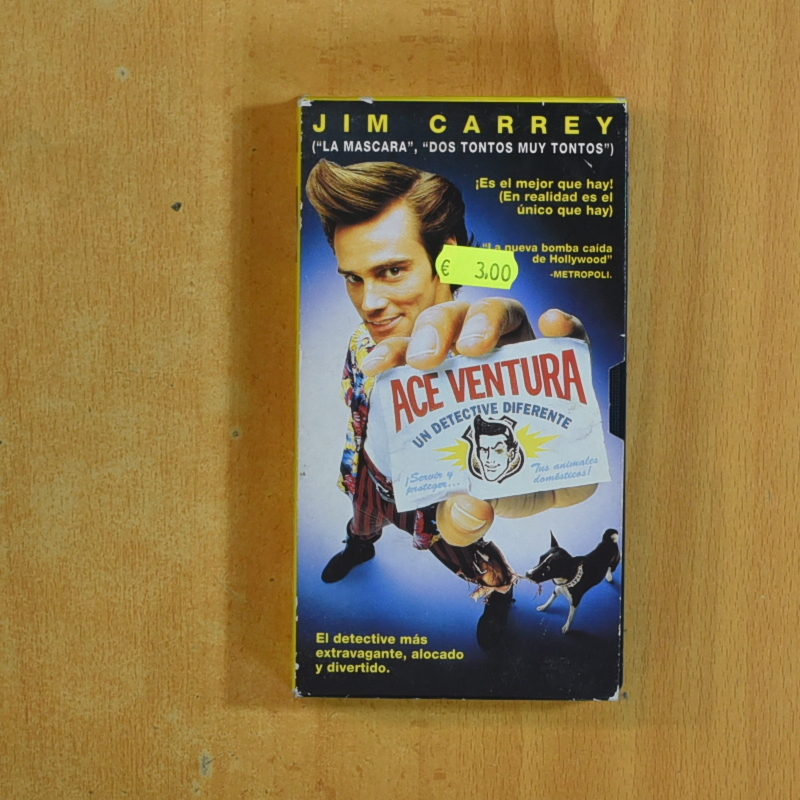 JIM CARREY
("LA MASCARA", "DOS TONTOS MUY TONTOS")
¡Es el mejor que hay!
(En realidad es el
único que hay)
"La nueva bomba caída
de Hollywood"
-METROPOLI.
€ 3,00
ACE VENTURA
UN DETECTIVE DIFERENTE
¡Servir y
proteger...
Tus animales
domésticos!
El detective más
extravagante, alocado
y divertido.